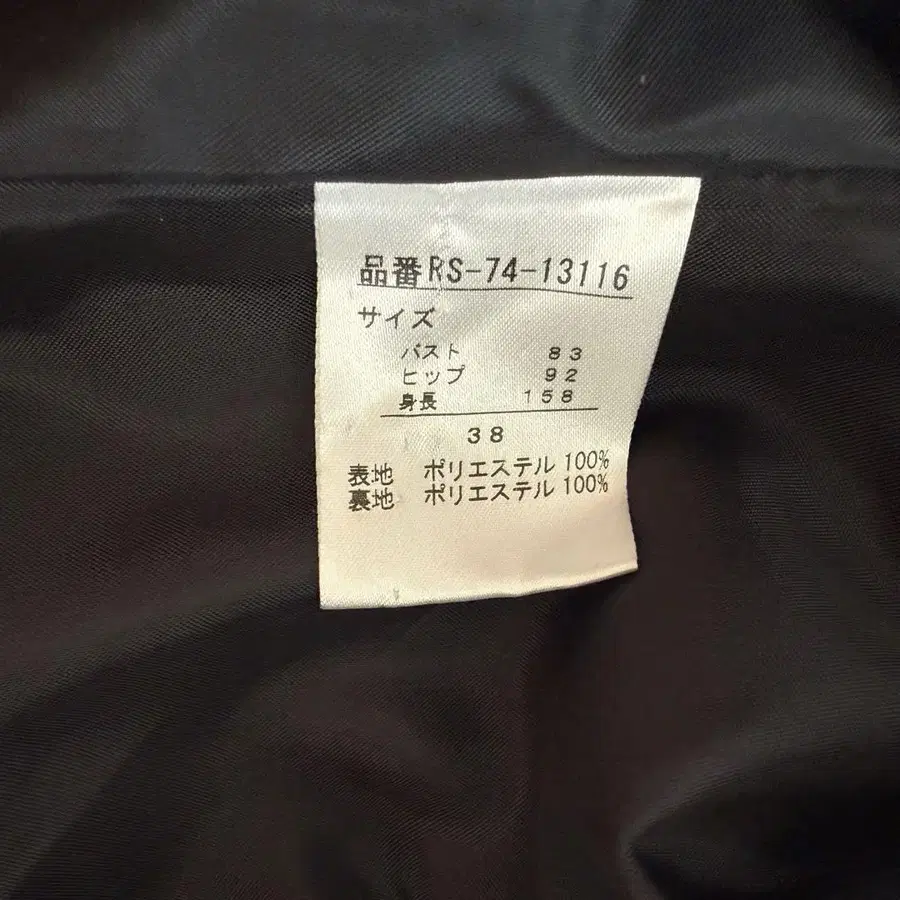 品番RS-74-13116
サイズ
バスト 83
ヒップ 92
身長 158
38
表地 ポリエステル 100%
裏地 ポリエステル 100%